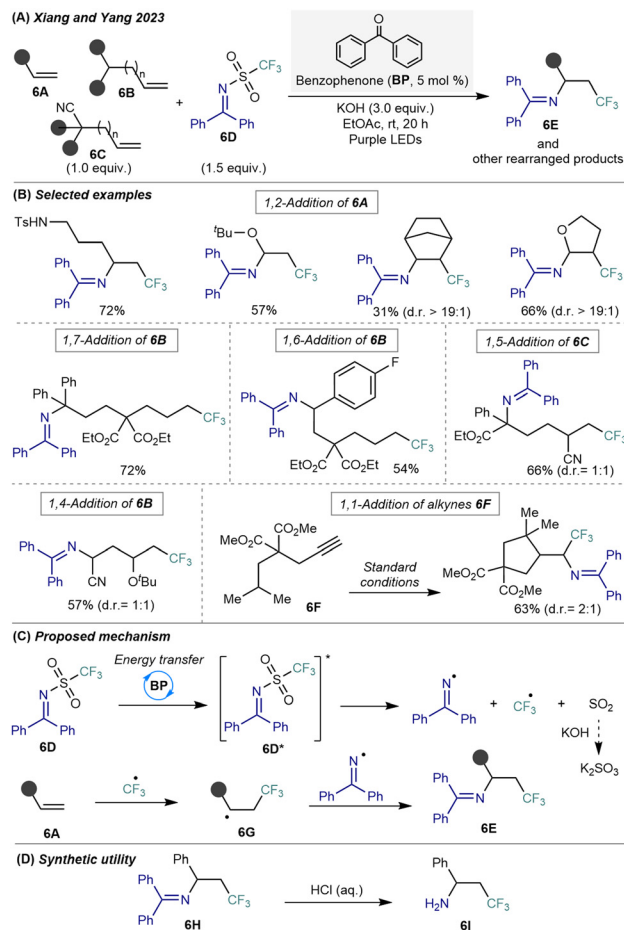 (A) Xiang and Yang 2023
6A
6B
NC
6C
(1.0 equiv.)
+
O
S
O
CF3
N
Ph
Ph
6D
(1.5 equiv.)
O
Benzophenone (BP, 5 mol %)
KOH (3.0 equiv.)
EtOAc, rt, 20 h
Purple LEDs
Ph
Ph
N
CF3
6E
and
other rearranged products
(B) Selected examples
1,2-Addition of 6A
TsHN
Ph
N
Ph
CF3
72%
tBu
O
Ph
N
Ph
CF3
57%
Ph
N
Ph
CF3
31% (d.r. > 19:1)
O
Ph
N
Ph
CF3
66% (d.r. > 19:1)
1,7-Addition of 6B
Ph
Ph
N
Ph
Ph
EtO2C
CO2Et
CF3
72%
1,6-Addition of 6B
F
Ph
N
Ph
EtO2C
CO2Et
CF3
54%
1,5-Addition of 6C
Ph
Ph
N
Ph
EtO2C
CN
CF3
66% (d.r.= 1:1)
1,4-Addition of 6B
Ph
N
Ph
CN
OtBu
CF3
57% (d.r.= 1:1)
1,1-Addition of alkynes 6F
CO2Me
MeO2C
Me
Me
6F
Standard
conditions
Me
Me
CF3
MeO2C
CO2Me
N
Ph
Ph
63% (d.r.= 2:1)
(C) Proposed mechanism
O
S
O
CF3
N
Ph
Ph
6D
Energy transfer
BP
O
S
O
CF3
N
Ph
Ph
*
6D*
N
Ph
Ph
+
CF3
+
SO2
KOH
K2SO3
6A
CF3
CF3
6G
N
Ph
Ph
Ph
N
Ph
CF3
6E
(D) Synthetic utility
Ph
Ph
N
Ph
CF3
6H
HCl (aq.)
Ph
H2N
CF3
6I